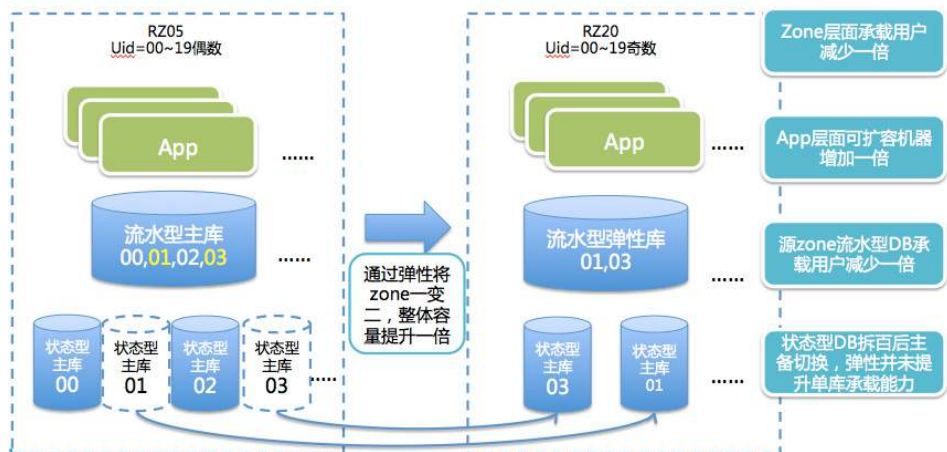 RZ05
Uid=00~19偶数
App
......
流水型主库
00,01,02,03
......
状态型
主库
00
状态型
主库
01
状态型
主库
02
状态型
主库
03
.....
通过弹性将
zone一变
二，整体容
量提升一倍
RZ20
Uid=00~19奇数
App
......
流水型弹性库
01,03
......
状态型
主库
03
状态型
主库
01
......
Zone层面承载用户
减少一倍
App层面可扩容机器
增加一倍
源zone流水型DB承
载用户减少一倍
状态型DB拆百后主
备切换，弹性并未提
升单库承载能力